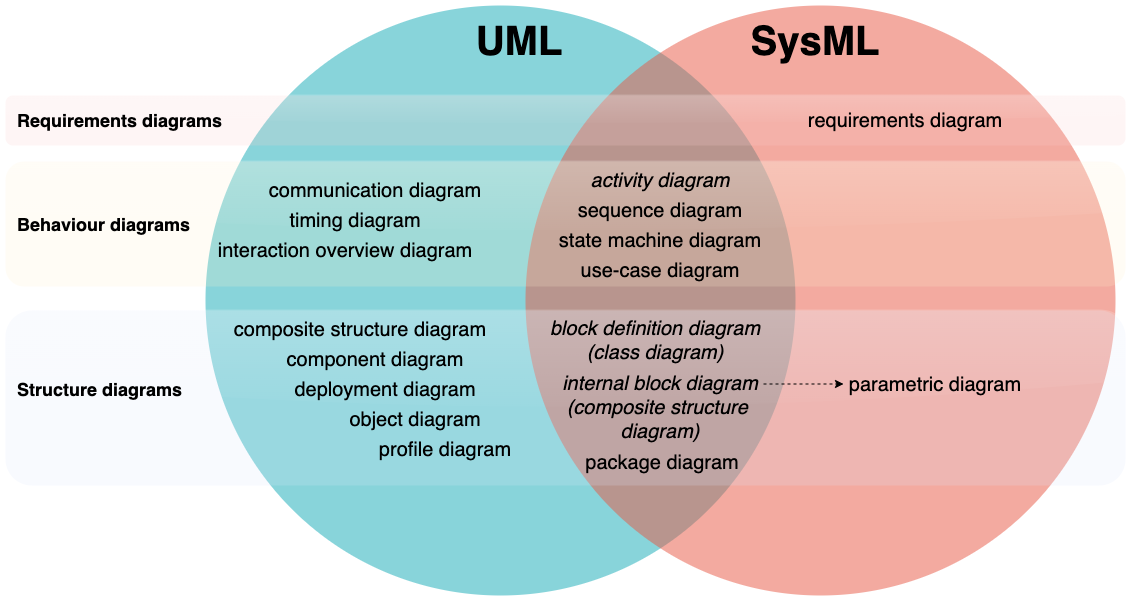 UML
SysML
Requirements diagrams
requirements diagram
Behaviour diagrams
communication diagram
timing diagram
interaction overview diagram
activity diagram
sequence diagram
state machine diagram
use-case diagram
Structure diagrams
composite structure diagram
component diagram
deployment diagram
object diagram
profile diagram
block definition diagram
(class diagram)
internal block diagram
(composite structure
diagram)
package diagram
parametric diagram